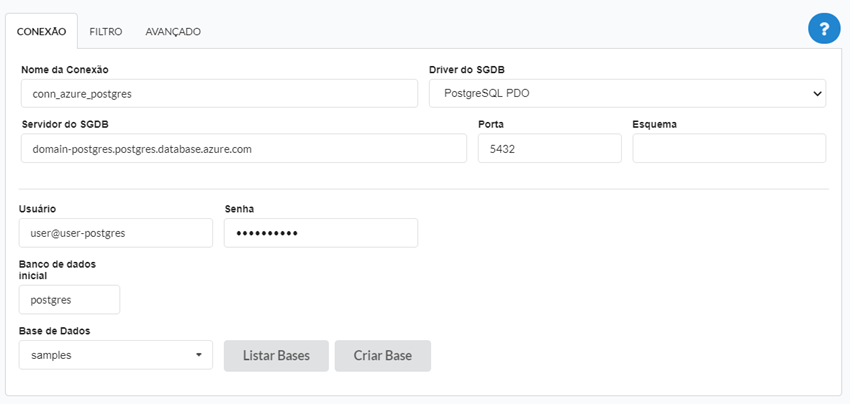 CONEXÃO FILTRO AVANÇADO ?
Nome da Conexão Driver do SGDB
conn_azure_postgres PostgreSQL PDO
Servidor do SGDB Porta Esquema
domain-postgres.postgres.database.azure.com 5432
Usuário Senha
user@user-postgres ••••••••••
Banco de dados
inicial
postgres
Base de Dados
samples Listar Bases Criar Base